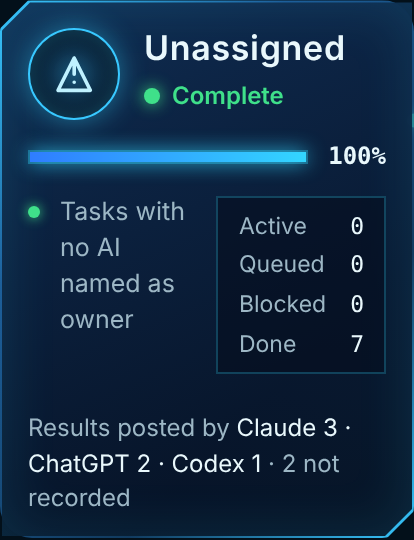 Unassigned
Complete
100%
Tasks with
no AI
named as
owner
Active 0
Queued 0
Blocked 0
Done 7
Results posted by Claude 3 ·
ChatGPT 2 · Codex 1 · 2 not
recorded